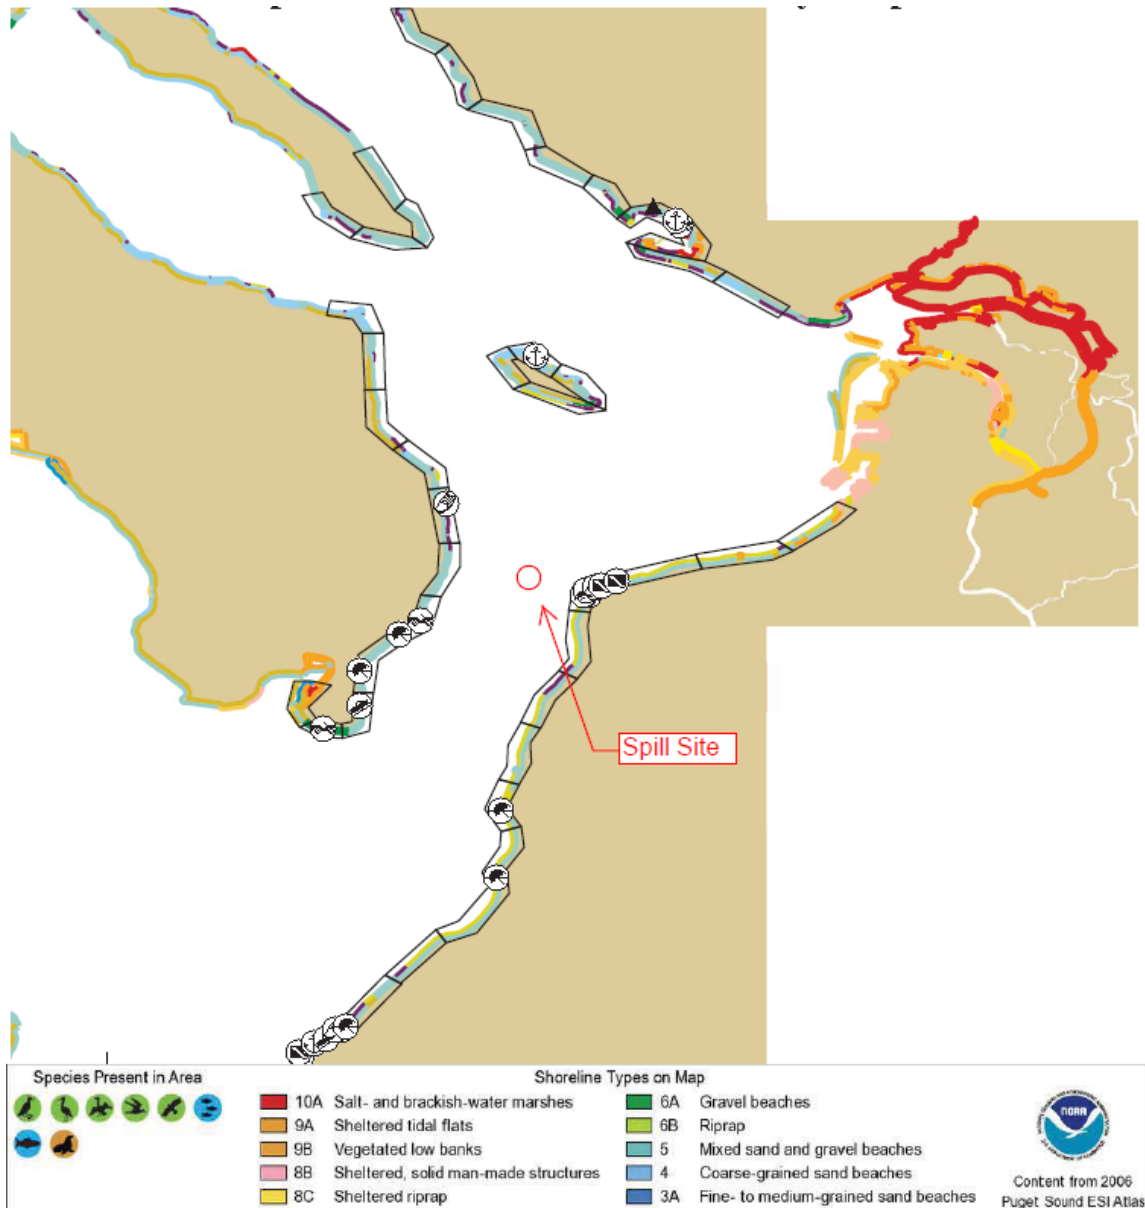 Spill Site
Species Present in Area
Shoreline Types on Map
10A Salt- and brackish-water marshes
9A Sheltered tidal flats
9B Vegetated low banks
8B Sheltered, solid man-made structures
8C Sheltered riprap
6A Gravel beaches
6B Riprap
5 Mixed sand and gravel beaches
4 Coarse-grained sand beaches
3A Fine- to medium-grained sand beaches
NOAA
Content from 2006
Puget Sound ESI Atlas